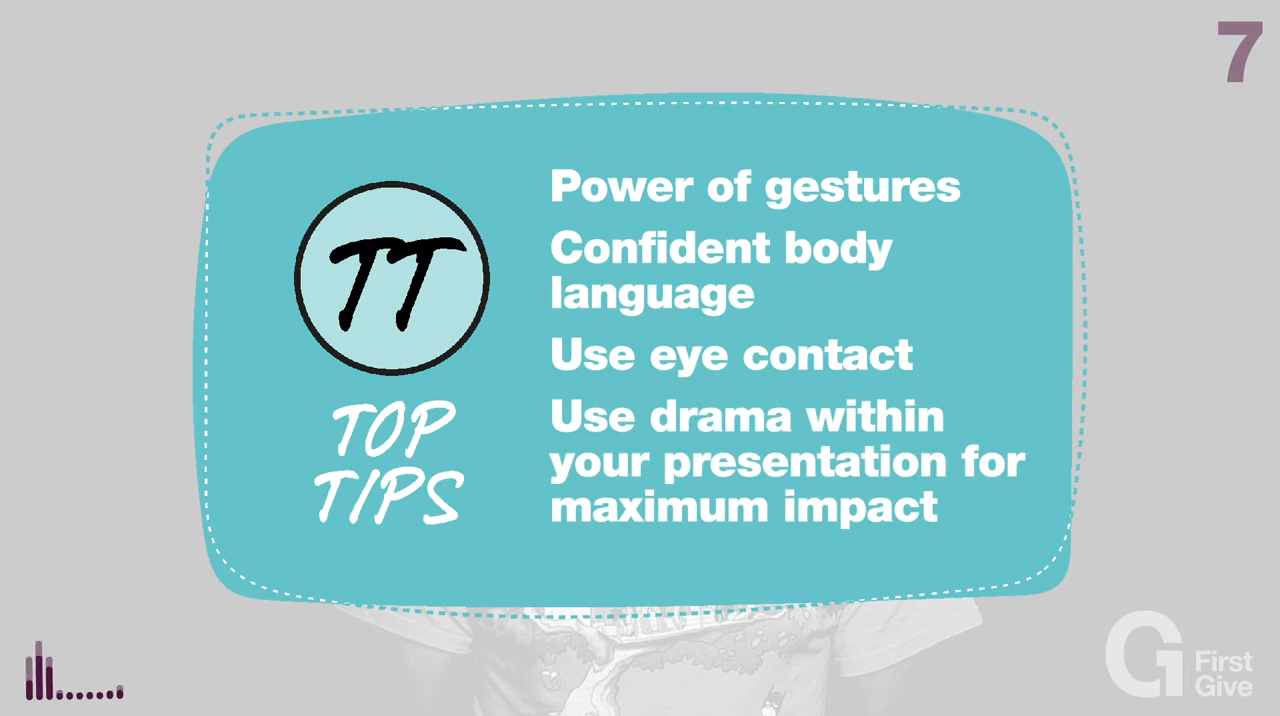 7
TT
TOP
TIPS
Power of gestures
Confident body
language
Use eye contact
Use drama within
your presentation for
maximum impact
G First
Give